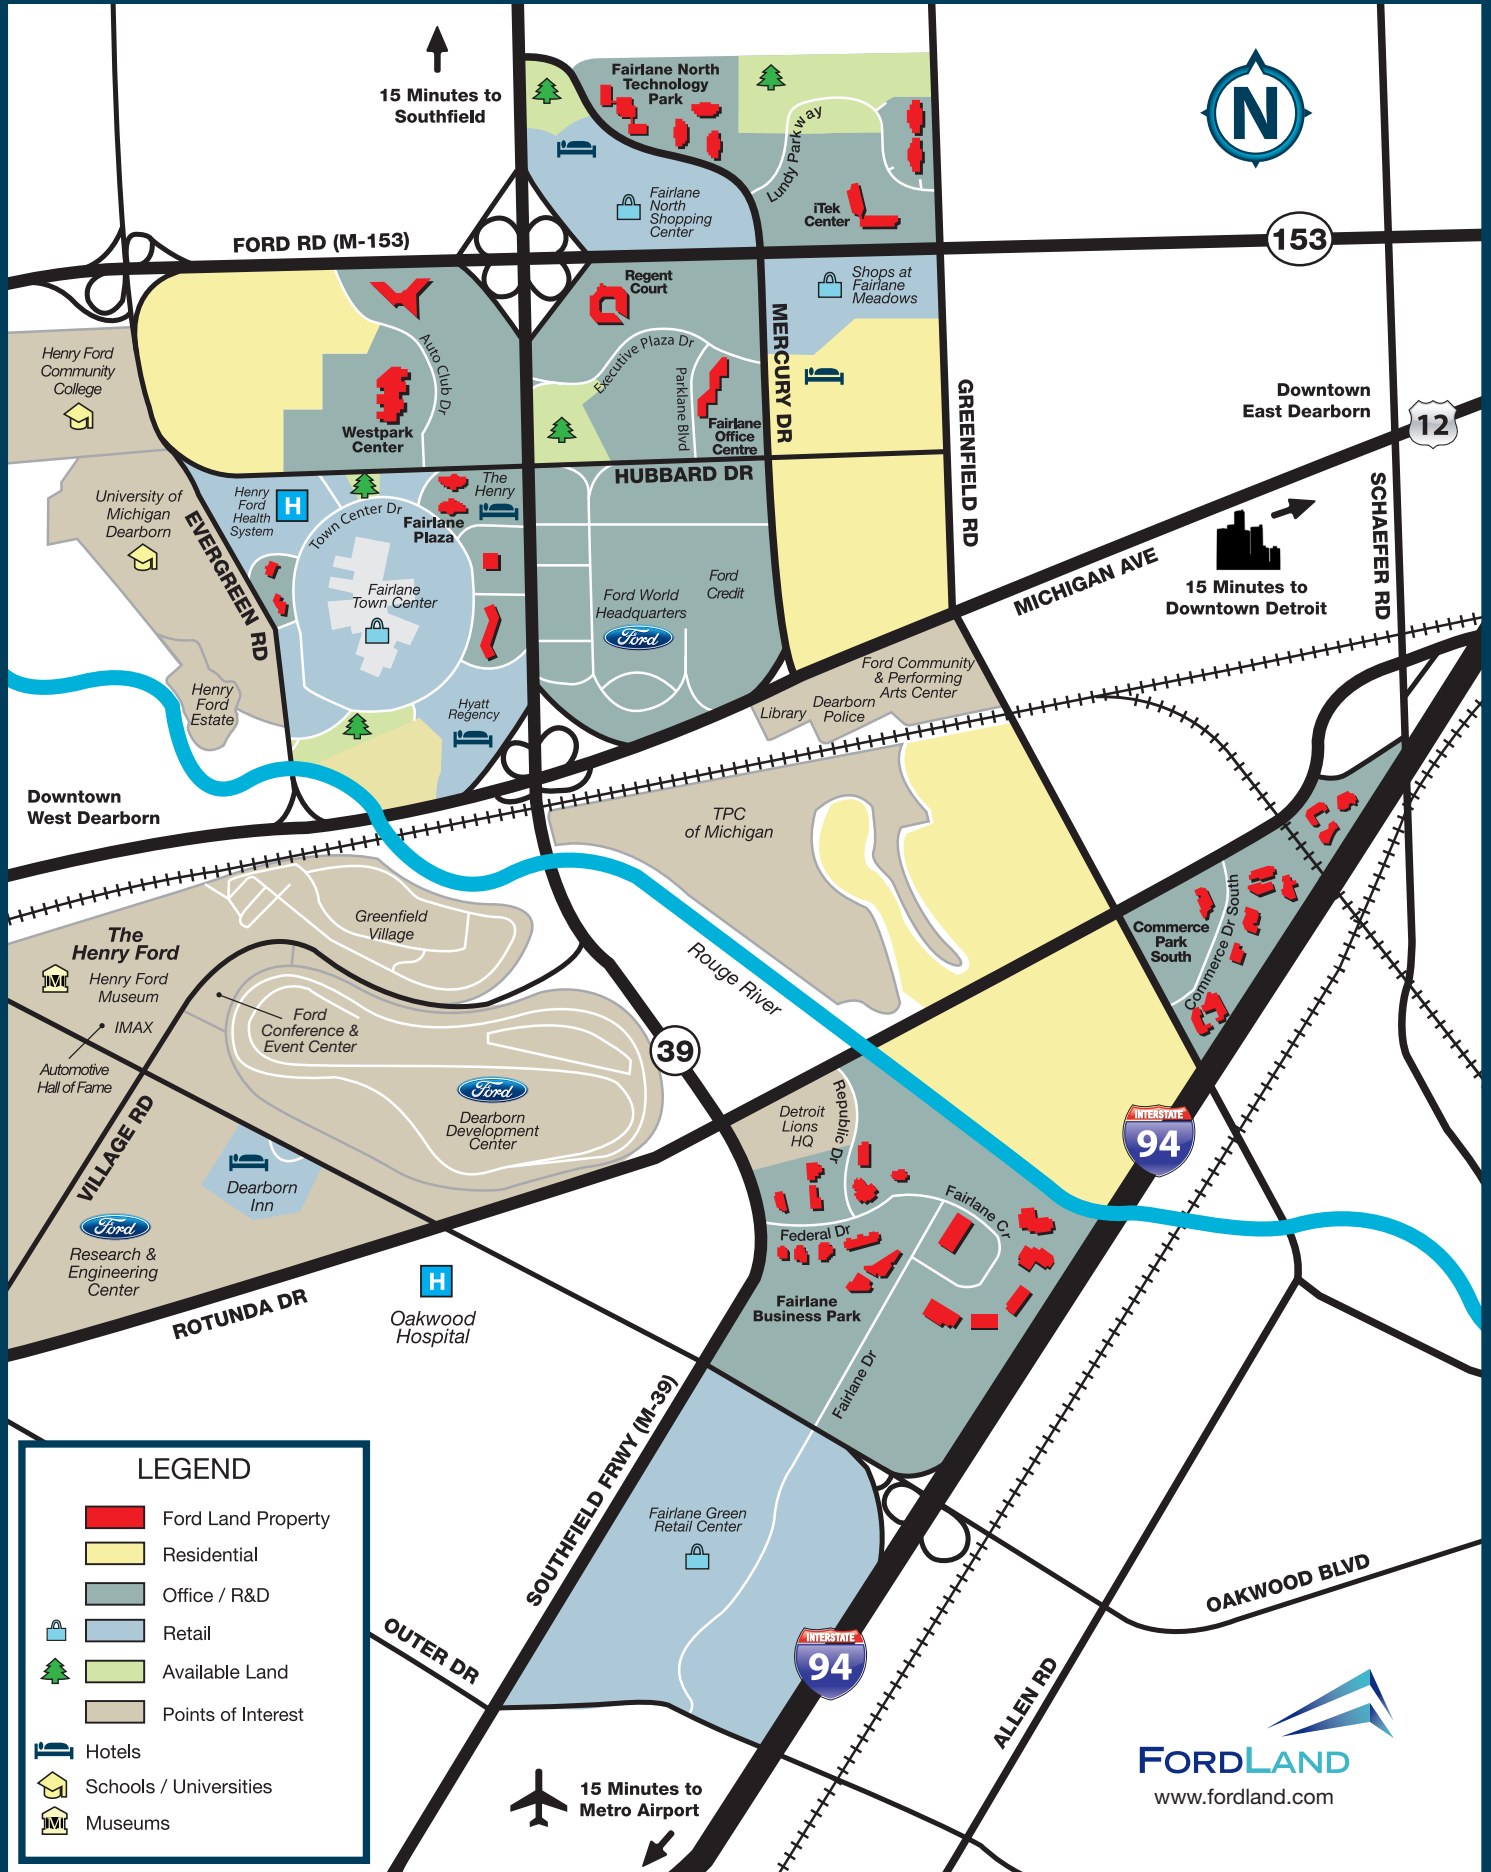 15 Minutes to
Southfield
Fairlane North
Technology
Park
Lundy Parkway
N
Fairlane
North
Shopping
Center
iTek
Center
FORD RD (M-153)
153
Regent
Court
Shops at
Fairlane
Meadows
MERCURY DR
Auto Club Dr
Executive Plaza Dr
Parklane Blvd
Henry Ford
Community
College
Westpark
Center
Fairlane
Office
Centre
GREENFIELD RD
Downtown
East Dearborn
12
HUBBARD DR
SCHAEFER RD
University of
Michigan
Dearborn
Henry
Ford
Health
System
H
Town Center Dr
The
Henry
Fairlane
Plaza
EVERGREEN RD
Fairlane
Town Center
Ford World
Headquarters
Ford
Ford
Credit
MICHIGAN AVE
15 Minutes to
Downtown Detroit
Henry
Ford
Estate
Hyatt
Regency
Ford Community
& Performing
Arts Center
Library
Dearborn
Police
Downtown
West Dearborn
TPC
of Michigan
Greenfield
Village
The
Henry Ford
M
Henry Ford
Museum
IMAX
Automotive
Hall of Fame
Ford
Conference &
Event Center
Rouge River
Commerce
Park
South
Commerce Dr South
39
Ford
Dearborn
Development
Center
Detroit
Lions
HQ
Republic Dr
INTERSTATE
94
VILLAGE RD
Dearborn
Inn
Ford
Research &
Engineering
Center
Federal Dr
Fairlane Cr
Fairlane
Business Park
H
Oakwood
Hospital
ROTUNDA DR
Fairlane Dr
SOUTHFIELD FRWY (M-39)
Fairlane Green
Retail Center
OAKWOOD BLVD
OUTER DR
INTERSTATE
94
ALLEN RD
LEGEND
Ford Land Property
Residential
Office / R&D
Retail
Available Land
Points of Interest
Hotels
Schools / Universities
M
Museums
15 Minutes to
Metro Airport
FORDLAND
www.fordland.com